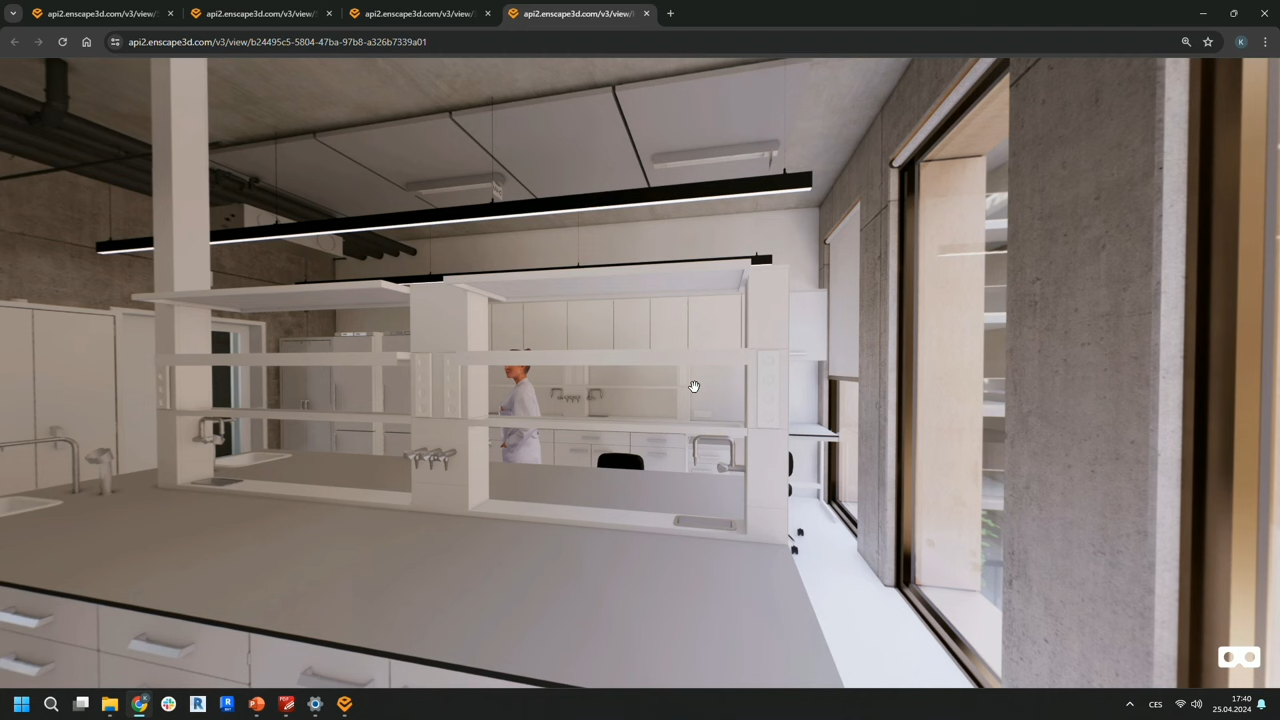 api2.enscape3d.com/v3/view/
api2.enscape3d.com/v3/view/
api2.enscape3d.com/v3/view/
api2.enscape3d.com/v3/view/
api2.enscape3d.com/v3/view/b24495c5-5804-47ba-97b8-a326b7339a01
K
R
R
P
CES
17:40
25.04.2024